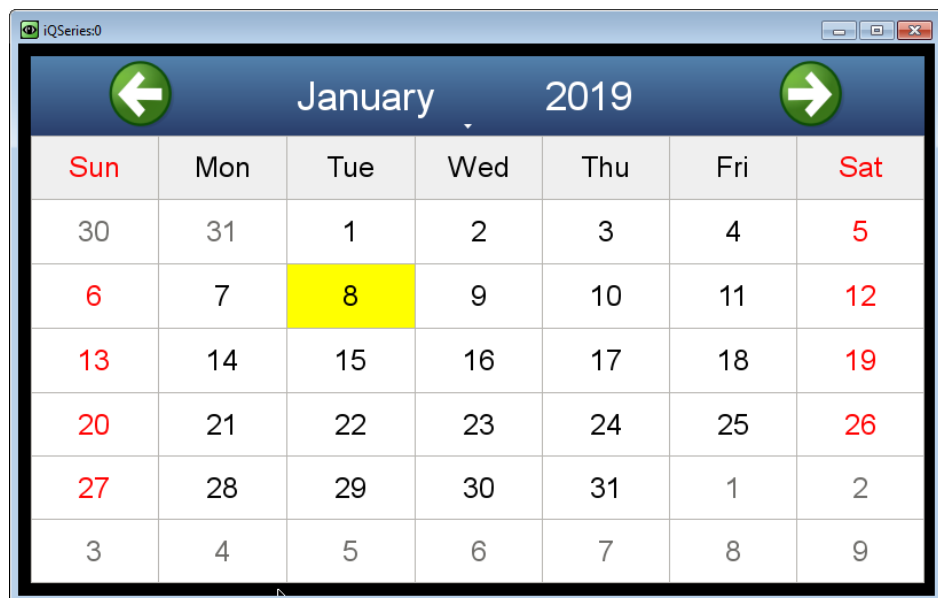 iQSeries:0
January 2019
Sun Mon Tue Wed Thu Fri Sat
30 31 1 2 3 4 5
6 7 8 9 10 11 12
13 14 15 16 17 18 19
20 21 22 23 24 25 26
27 28 29 30 31 1 2
3 4 5 6 7 8 9